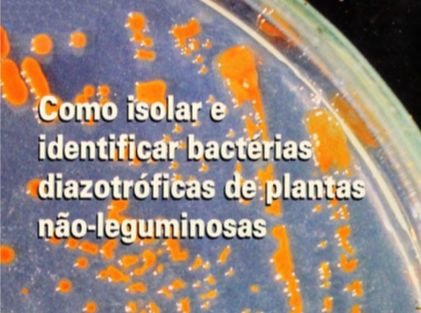 Como isolar e
identificar bactérias
diazotróficas de plantas
não-leguminosas